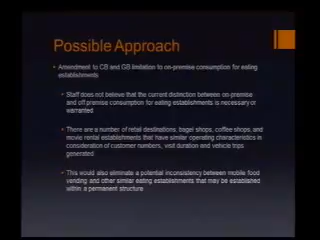 Possible Approach
Amendment to CB and GB limitation to on-premise consumption for eating
establishments
Staff does not believe that the current distinction between on-premise
and off premise consumption for eating establishments is necessary or
warranted
There are a number of retail destinations, bagel shops, coffee shops, and
movie rental establishments that have similar operating characteristics in
consideration of customer numbers, visit duration and vehicle trips
generated
This would also eliminate a potential inconsistency between mobile food
vending and other similar eating establishments that may be established
within a permanent structure